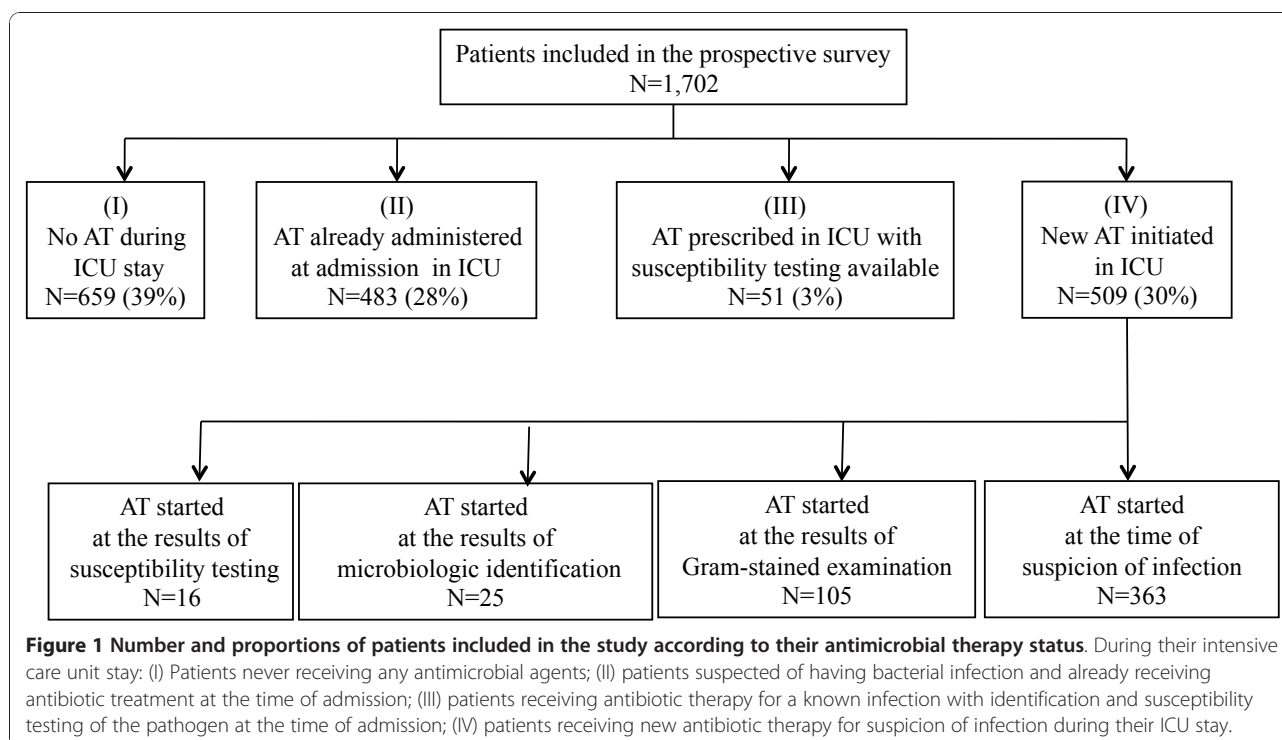 Patients included in the prospective survey
N=1,702
(I)
No AT during
ICU stay
N=659 (39%)
(II)
AT already administered
at admission in ICU
N=483 (28%)
(III)
AT prescribed in ICU with
susceptibility testing available
N=51 (3%)
(IV)
New AT initiated
in ICU
N=509 (30%)
AT started
at the results of
susceptibility testing
N=16
AT started
at the results of
microbiologic identification
N=25
AT started
at the results of
Gram-stained examination
N=105
AT started
at the time of
suspicion of infection
N=363
Figure 1 Number and proportions of patients included in the study according to their antimicrobial therapy status. During their intensive
care unit stay: (I) Patients never receiving any antimicrobial agents; (II) patients suspected of having bacterial infection and already receiving
antibiotic treatment at the time of admission; (III) patients receiving antibiotic therapy for a known infection with identification and susceptibility
testing of the pathogen at the time of admission; (IV) patients receiving new antibiotic therapy for suspicion of infection during their ICU stay.